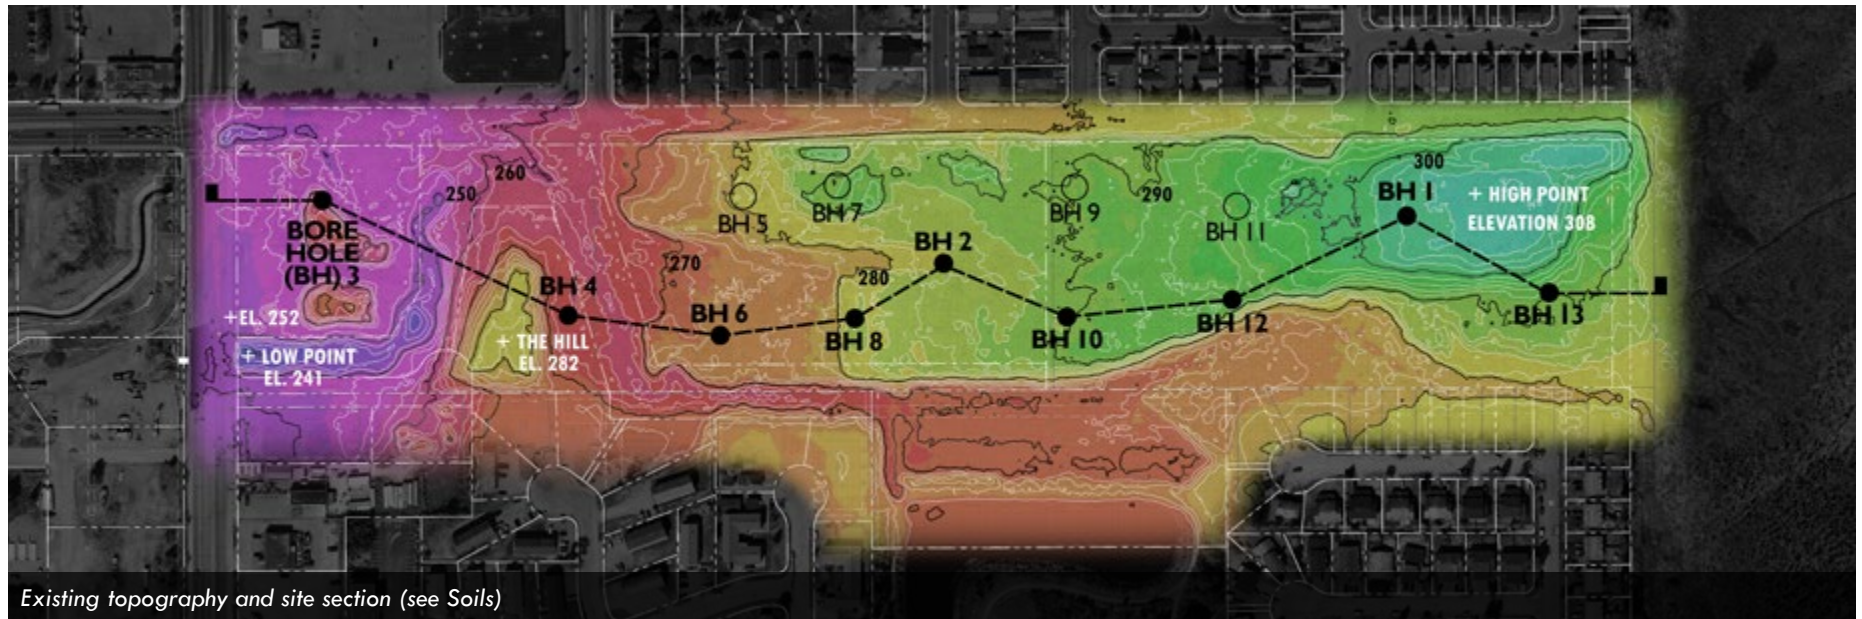 260
250
300
290
BH 1
+ HIGH POINT
ELEVATION 308
BH 5
BH 7
BH 9
BH 11
BORE
HOLE
(BH) 3
BH 2
270
280
BH 4
+EL. 252
BH 6
BH 8
BH 10
BH 12
BH 13
+ THE HILL
EL. 282
+ LOW POINT
EL. 241
Existing topography and site section (see Soils)